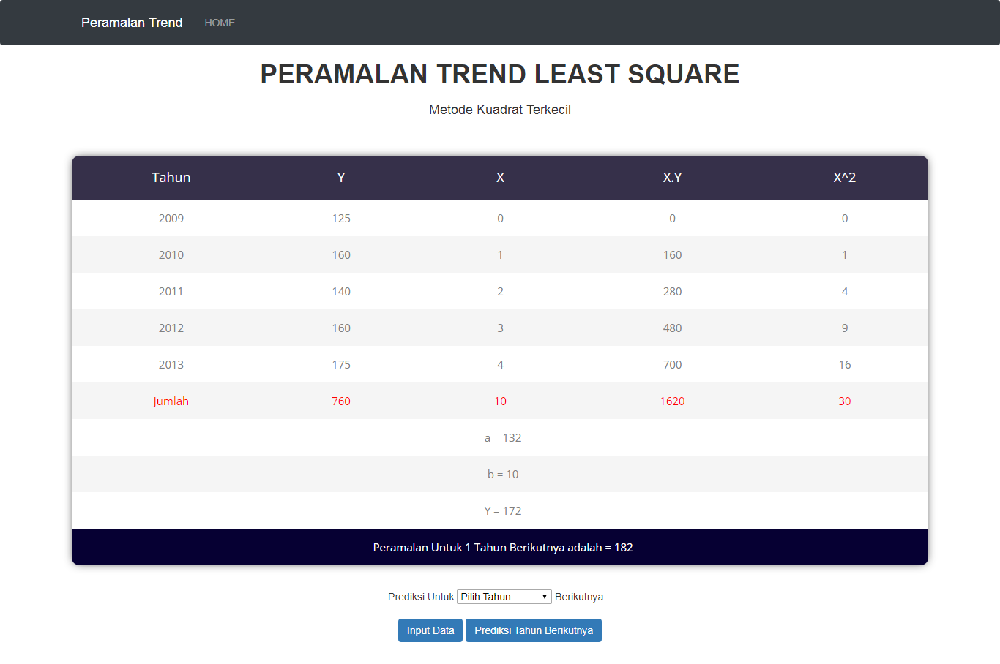 Peramalan Trend HOME
PERAMALAN TREND LEAST SQUARE
Metode Kuadrat Terkecil
Tahun Y X X.Y X^2
2009 125 0 0 0
2010 160 1 160 1
2011 140 2 280 4
2012 160 3 480 9
2013 175 4 700 16
Jumlah 760 10 1620 30
a = 132
b = 10
Y = 172
Peramalan Untuk 1 Tahun Berikutnya adalah = 182
Prediksi Untuk Pilih Tahun Berikutnya...
Input Data Prediksi Tahun Berikutnya